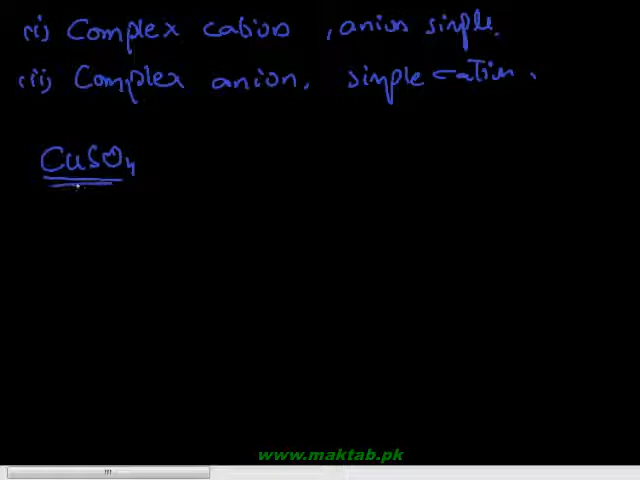 (i) Complex cation , anion simple.
(ii) Complex anion. simple cation.
CuSO4
www.maktab.pk